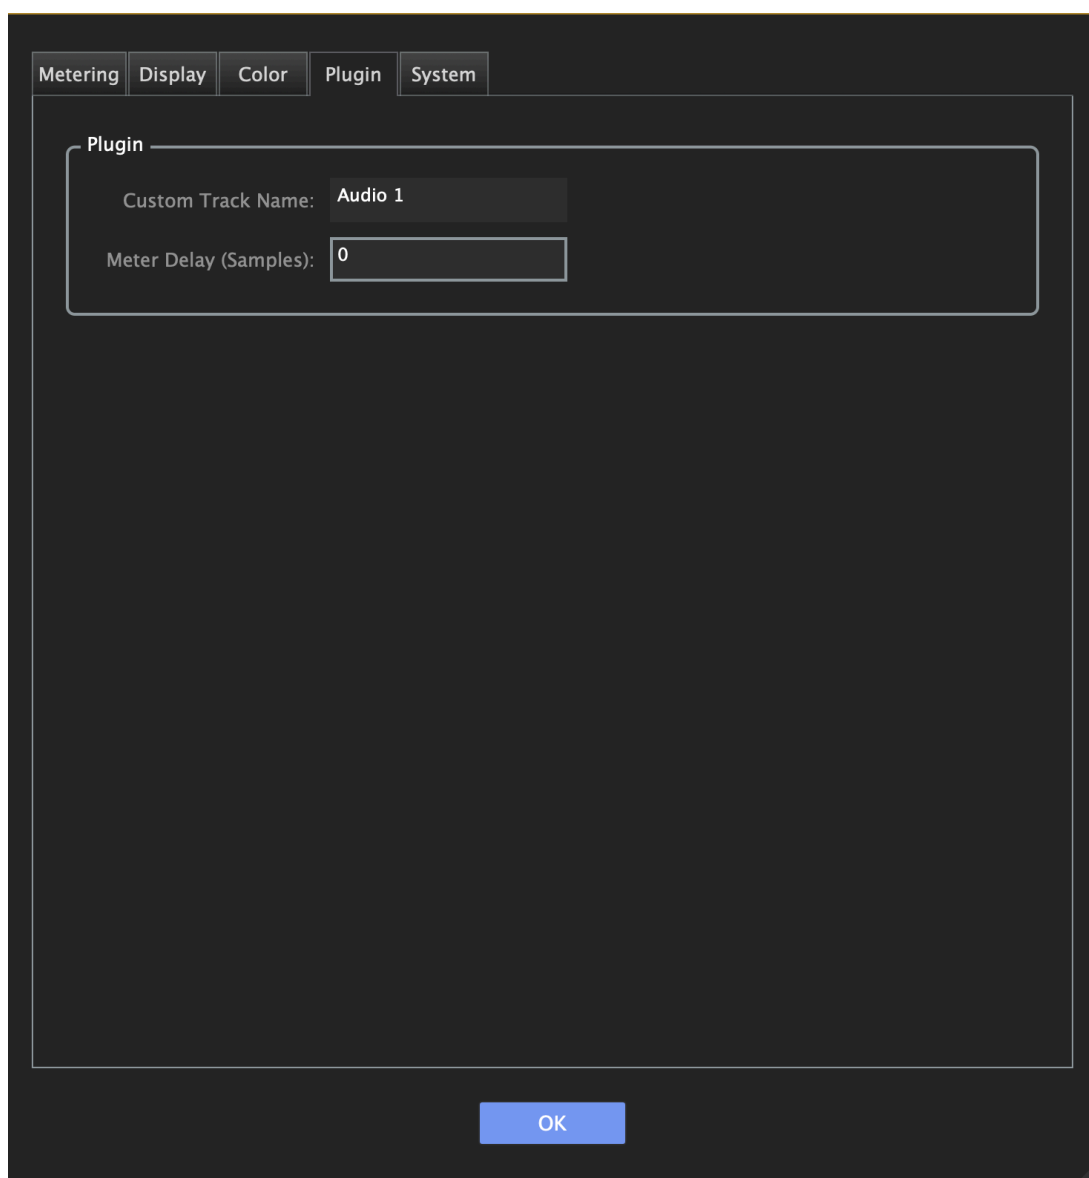 Metering Display Color Plugin System
Plugin
Custom Track Name: Audio 1
Meter Delay (Samples): 0
OK